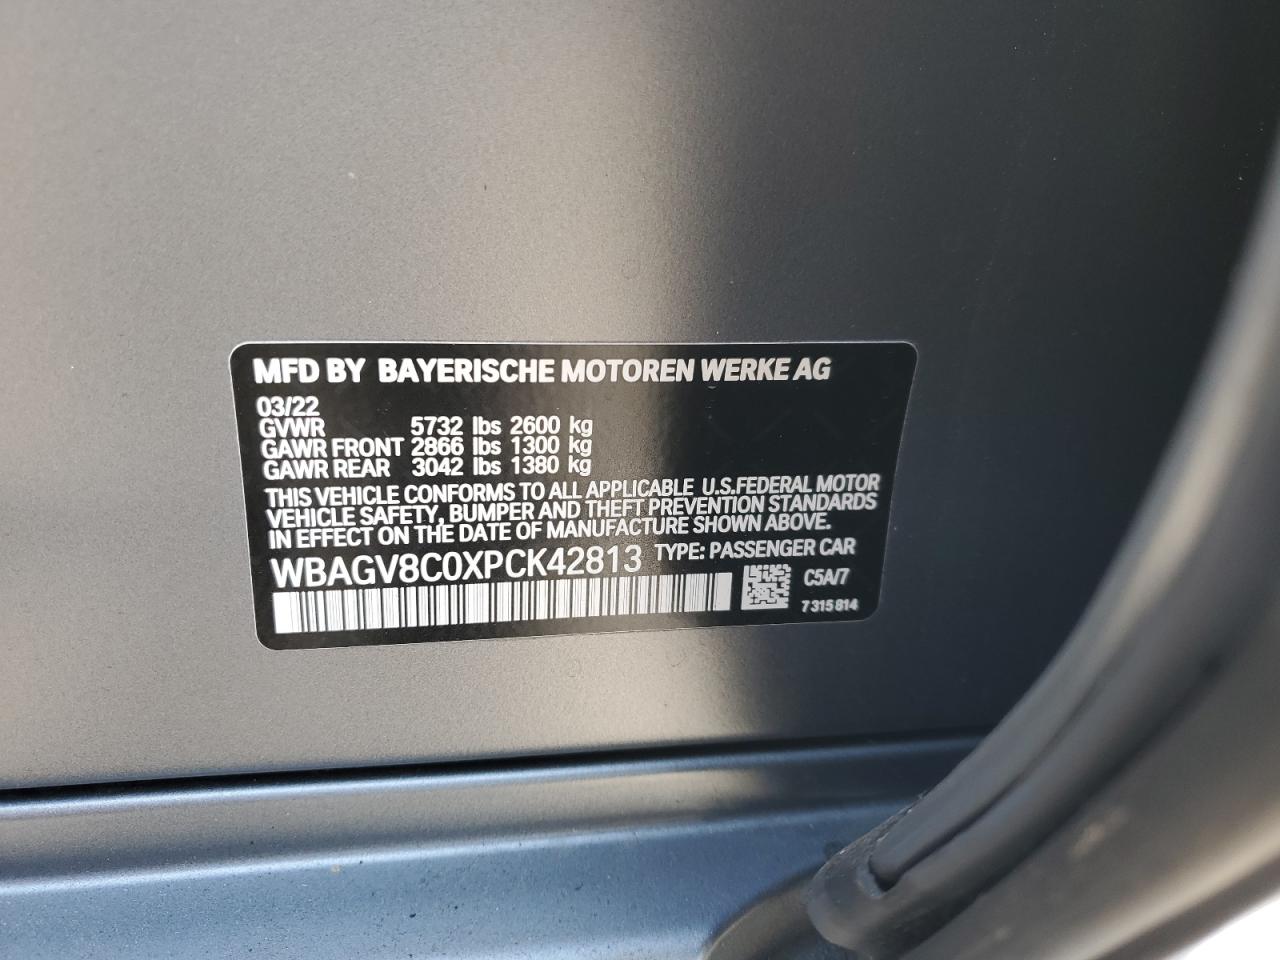 MFD BY BAYERISCHE MOTOREN WERKE AG
03/22
GVWR 5732 lbs 2600 kg
GAWR FRONT 2866 lbs 1300 kg
GAWR REAR 3042 lbs 1380 kg
THIS VEHICLE CONFORMS TO ALL APPLICABLE U.S.FEDERAL MOTOR
VEHICLE SAFETY, BUMPER AND THEFT PREVENTION STANDARDS
IN EFFECT ON THE DATE OF MANUFACTURE SHOWN ABOVE.
WBAGV8C0XPCK42813 TYPE: PASSENGER CAR
C5A/7
7 315 814